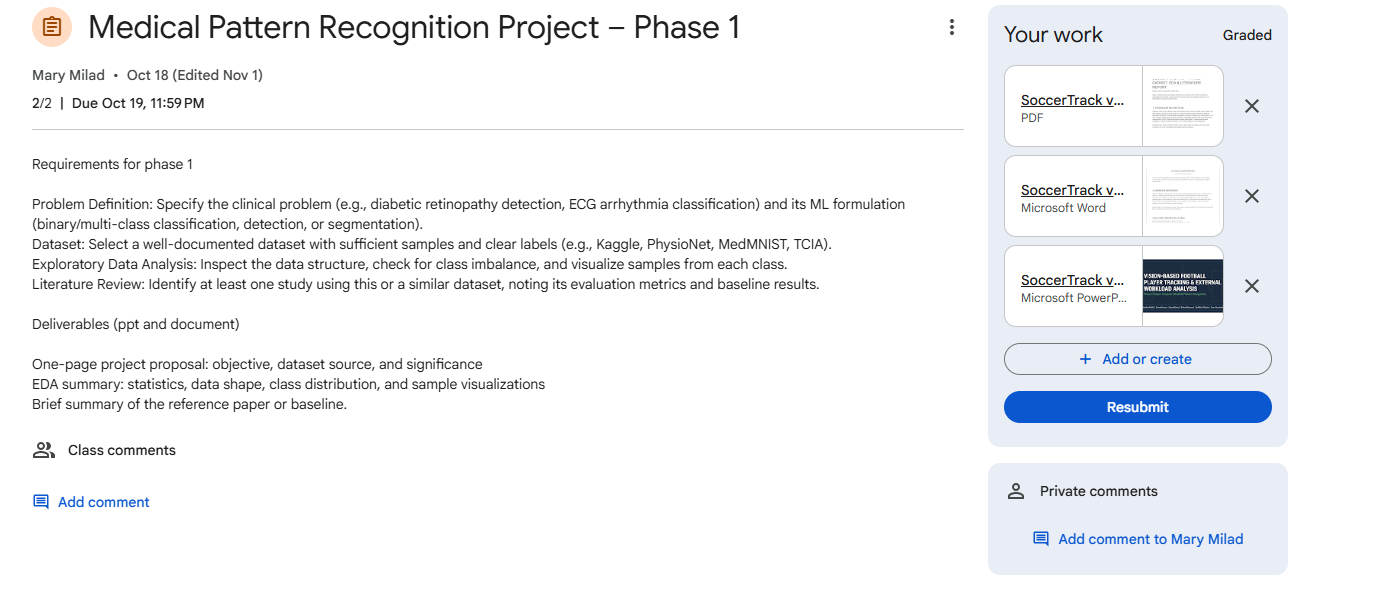 Medical Pattern Recognition Project – Phase 1
Mary Milad • Oct 18 (Edited Nov 1)
2/2 | Due Oct 19, 11:59 PM
Requirements for phase 1
Problem Definition: Specify the clinical problem (e.g., diabetic retinopathy detection, ECG arrhythmia classification) and its ML formulation
(binary/multi-class classification, detection, or segmentation).
Dataset: Select a well-documented dataset with sufficient samples and clear labels (e.g., Kaggle, PhysioNet, MedMNIST, TCIA).
Exploratory Data Analysis: Inspect the data structure, check for class imbalance, and visualize samples from each class.
Literature Review: Identify at least one study using this or a similar dataset, noting its evaluation metrics and baseline results.
Deliverables (ppt and document)
One-page project proposal: objective, dataset source, and significance
EDA summary: statistics, data shape, class distribution, and sample visualizations
Brief summary of the reference paper or baseline.
Class comments
Add comment
Your work
Graded
SoccerTrack v...
PDF
SoccerTrack v...
Microsoft Word
SoccerTrack v...
Microsoft PowerP...
VISION-BASED FOOTBALL
PLAYER TRACKING & EXTERNAL
WORKLOAD ANALYSIS
Add or create
Resubmit
Private comments
Add comment to Mary Milad